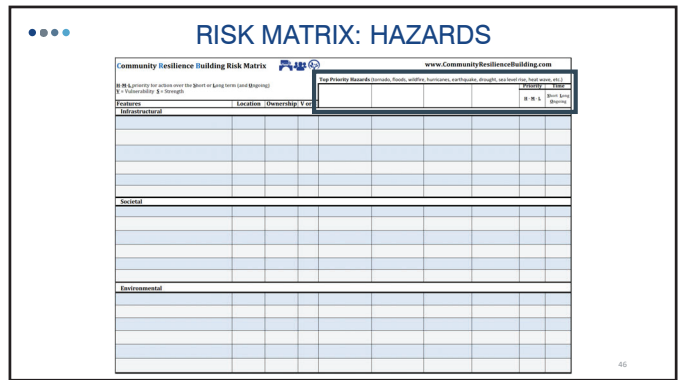 RISK MATRIX: HAZARDS
Community Resilience Building Risk Matrix
www.CommunityResilienceBuilding.com
H-M-L priority for action over the Short or Long term (and Ongoing)
V = Vulnerability S = Strength
Top Priority Hazards (tornado, floods, wildfire, hurricanes, earthquake, drought, sea level rise, heat wave, etc.)
Priority Time
H - M - L Short Long
Ongoing
Features Location Ownership V or
Infrastructural
Societal
Environmental
46